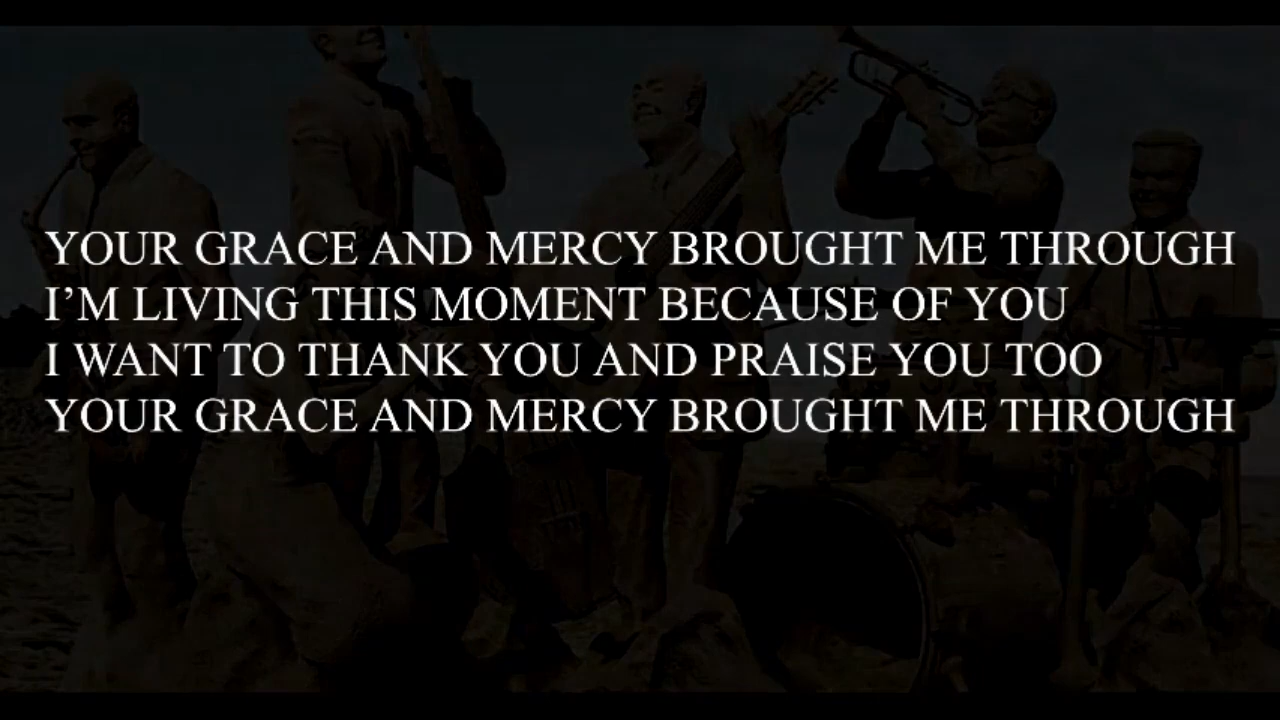 YOUR GRACE AND MERCY BROUGHT ME THROUGH
I’M LIVING THIS MOMENT BECAUSE OF YOU
I WANT TO THANK YOU AND PRAISE YOU TOO
YOUR GRACE AND MERCY BROUGHT ME THROUGH